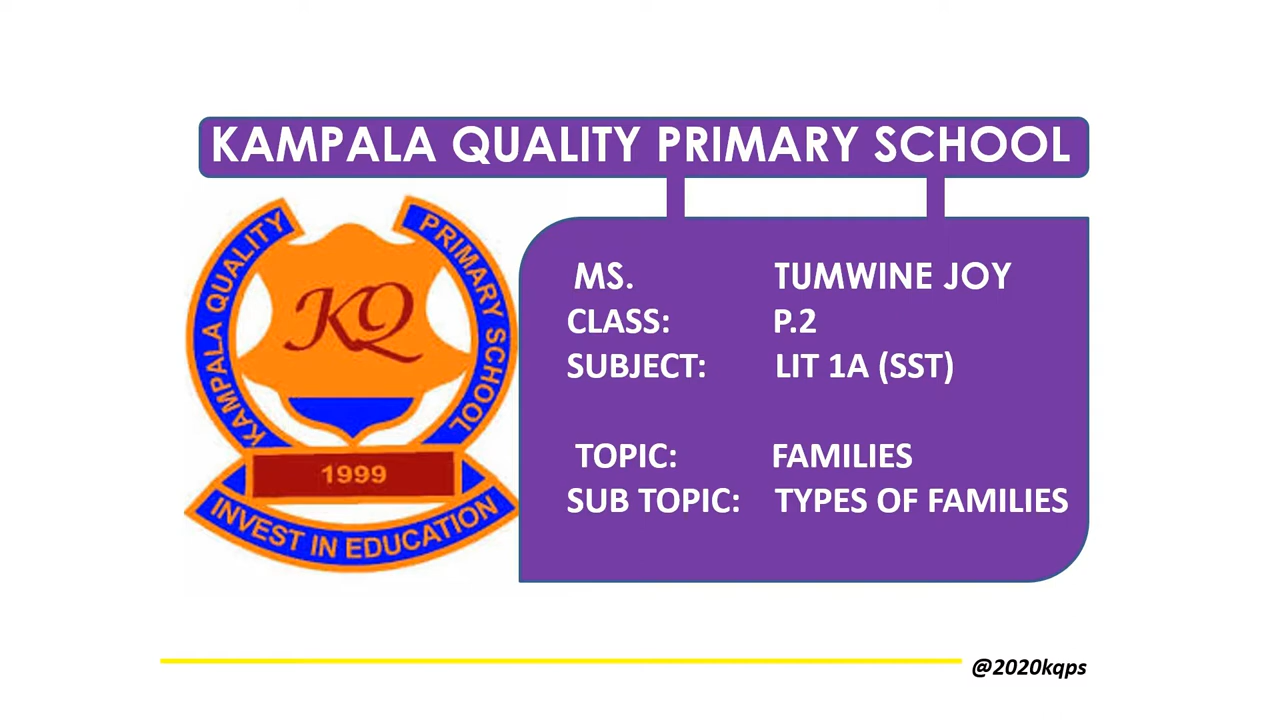 KAMPALA QUALITY PRIMARY SCHOOL
KAMPALA QUALITY
PRIMARY SCHOOL
KQ
1999
INVEST IN EDUCATION
MS. TUMWINE JOY
CLASS: P.2
SUBJECT: LIT 1A (SST)
TOPIC: FAMILIES
SUB TOPIC: TYPES OF FAMILIES
@2020kqps